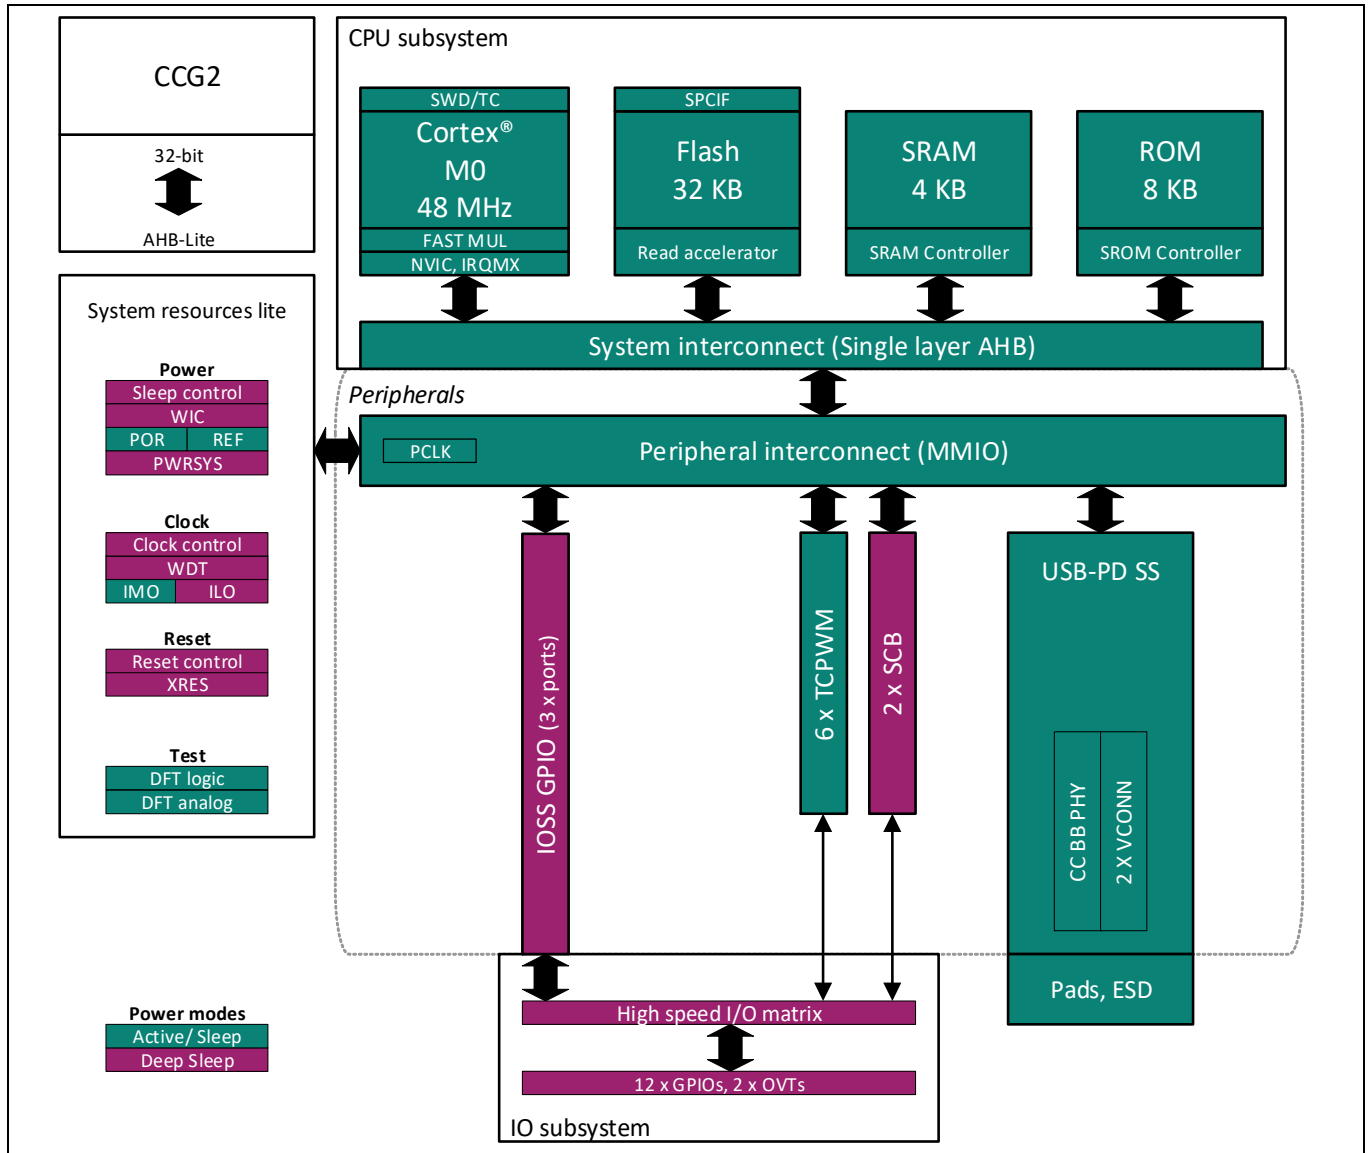 CCG2
32-bit
AHB-Lite
CPU subsystem
SWD/TC
Cortex®
M0
48 MHz
FAST MUL
NVIC, IRQMX
SPCIF
Flash
32 KB
Read accelerator
SRAM
4 KB
SRAM Controller
ROM
8 KB
SROM Controller
System interconnect (Single layer AHB)
System resources lite
Power
Sleep control
WIC
POR REF
PWRSYS
Clock
Clock control
WDT
IMO ILO
Reset
Reset control
XRES
Test
DFT logic
DFT analog
Power modes
Active/ Sleep
Deep Sleep
Peripherals
PCLK
Peripheral interconnect (MMIO)
IOSS GPIO (3 x ports)
6 x TCPWM
2 x SCB
USB-PD SS
CC BB PHY
2 X VCONN
Pads, ESD
High speed I/O matrix
12 x GPIOs, 2 x OVTs
IO subsystem